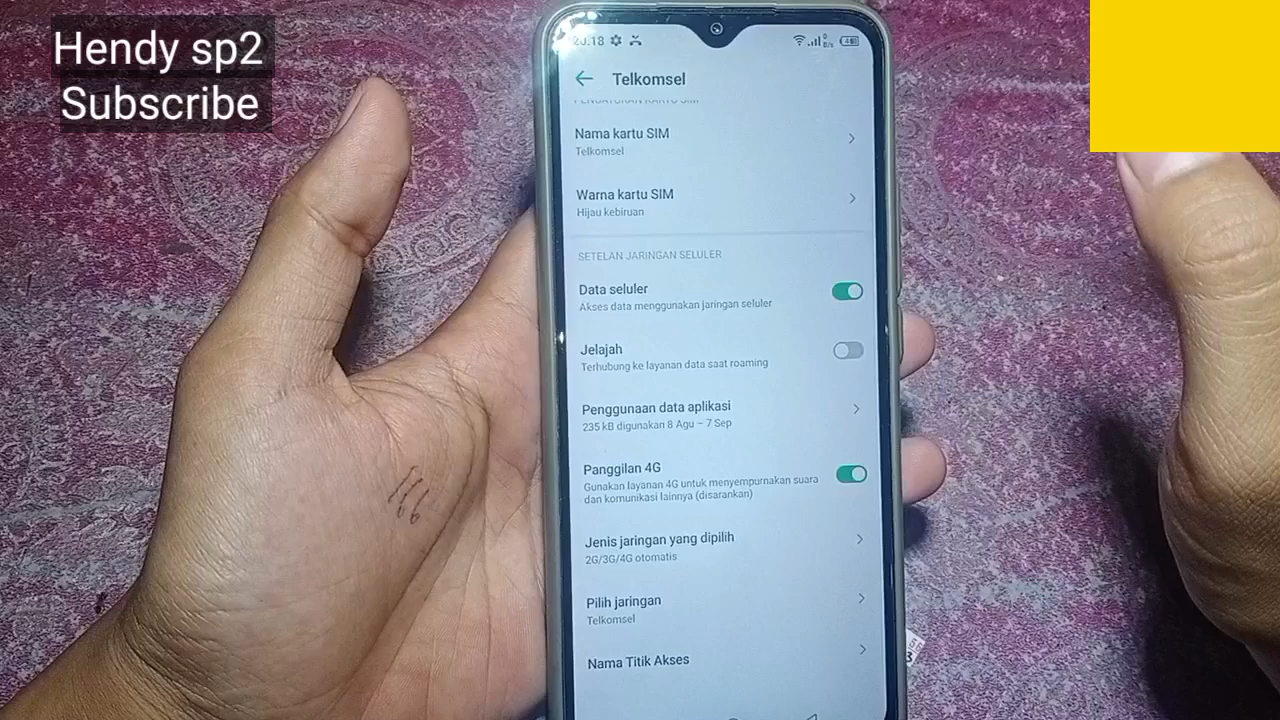 Hendy sp2
Subscribe
20.18
Telkomsel
PENGATURAN KARTU SIM
Nama kartu SIM
Telkomsel
Warna kartu SIM
Hijau kebiruan
SETELAN JARINGAN SELULER
Data seluler
Akses data menggunakan jaringan seluler
Jelajah
Terhubung ke layanan data saat roaming
Penggunaan data aplikasi
235 kB digunakan 8 Agu – 7 Sep
Panggilan 4G
Gunakan layanan 4G untuk menyempurnakan suara
dan komunikasi lainnya (disarankan)
Jenis jaringan yang dipilih
2G/3G/4G otomatis
Pilih jaringan
Telkomsel
Nama Titik Akses